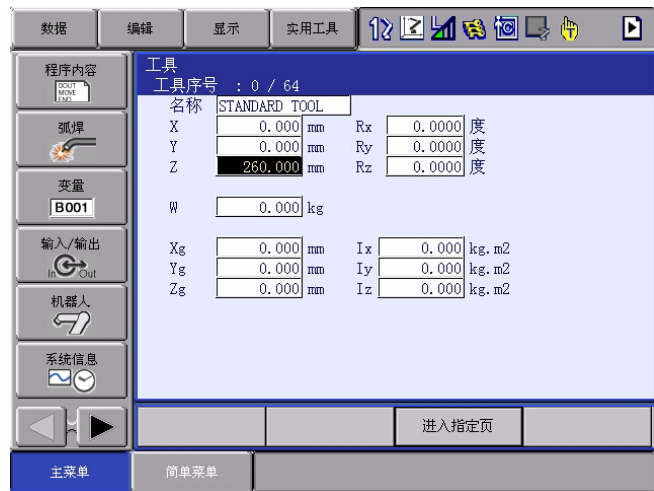 数据 编辑 显示 实用工具
程序内容
DOUT
MOVE
END
弧焊
变量
B001
输入/输出
In Out
机器人
系统信息
工具
工具序号 : 0 / 64
名称 STANDARD TOOL
X 0.000 mm Rx 0.0000 度
Y 0.000 mm Ry 0.0000 度
Z 260.000 mm Rz 0.0000 度
W 0.000 kg
Xg 0.000 mm Ix 0.000 kg.m2
Yg 0.000 mm Iy 0.000 kg.m2
Zg 0.000 mm Iz 0.000 kg.m2
进入指定页
主菜单 简单菜单